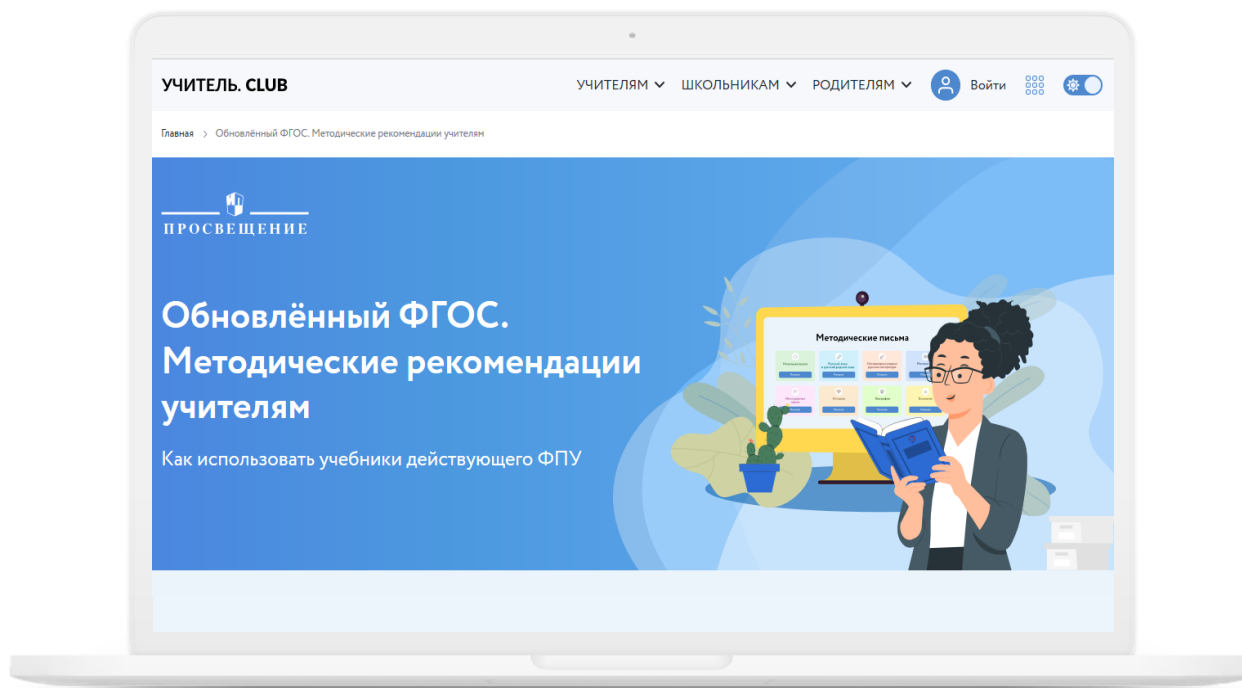 УЧИТЕЛЬ. CLUB
УЧИТЕЛЯМ
ШКОЛЬНИКАМ
РОДИТЕЛЯМ
Войти
Главная > Обновлённый ФГОС. Методические рекомендации учителям
ПРОСВЕЩЕНИЕ
Обновлённый ФГОС.
Методические рекомендации
учителям
Как использовать учебники действующего ФПУ
Методические письма